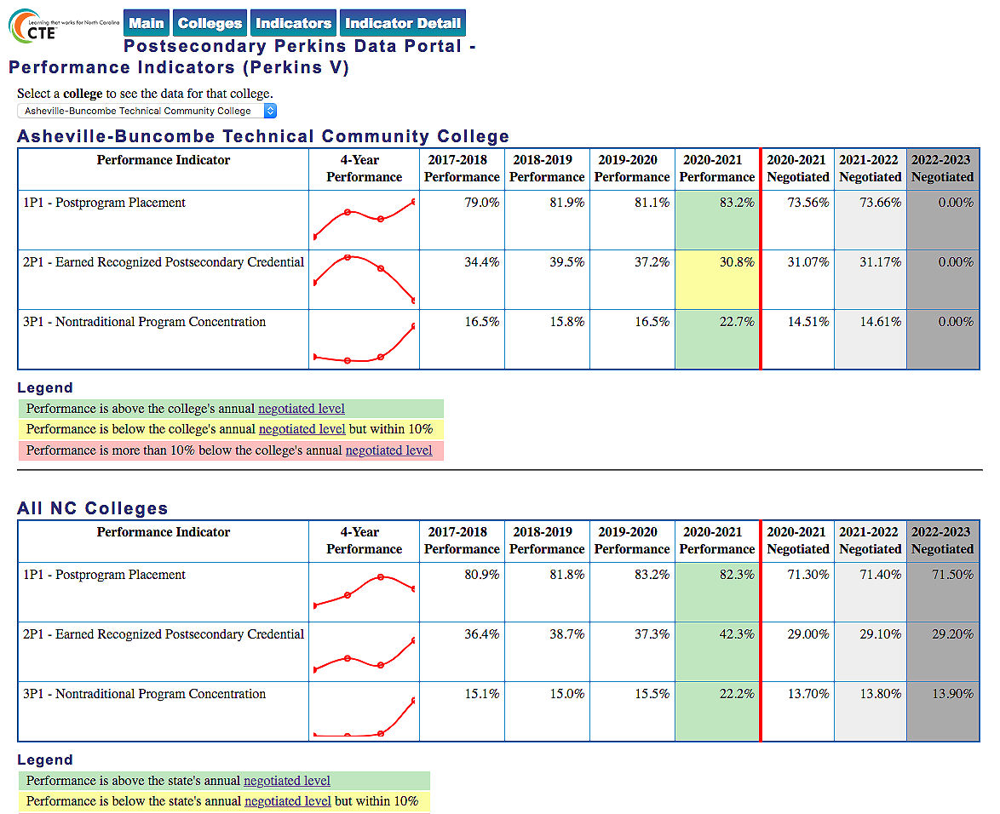 Learning that works for North Carolina
CTE
Main Colleges Indicators Indicator Detail
Postsecondary Perkins Data Portal -
Performance Indicators (Perkins V)
Select a college to see the data for that college.
Asheville-Buncombe Technical Community College
Asheville-Buncombe Technical Community College
Performance Indicator 4-Year 2017-2018 2018-2019 2019-2020 2020-2021 2020-2021 2021-2022 2022-2023
Performance Performance Performance Performance Performance Negotiated Negotiated Negotiated
1P1 - Postprogram Placement 79.0% 81.9% 81.1% 83.2% 73.56% 73.66% 0.00%
2P1 - Earned Recognized Postsecondary Credential 34.4% 39.5% 37.2% 30.8% 31.07% 31.17% 0.00%
3P1 - Nontraditional Program Concentration 16.5% 15.8% 16.5% 22.7% 14.51% 14.61% 0.00%
Legend
Performance is above the college's annual negotiated level
Performance is below the college's annual negotiated level but within 10%
Performance is more than 10% below the college's annual negotiated level
All NC Colleges
Performance Indicator 4-Year 2017-2018 2018-2019 2019-2020 2020-2021 2020-2021 2021-2022 2022-2023
Performance Performance Performance Performance Performance Negotiated Negotiated Negotiated
1P1 - Postprogram Placement 80.9% 81.8% 83.2% 82.3% 71.30% 71.40% 71.50%
2P1 - Earned Recognized Postsecondary Credential 36.4% 38.7% 37.3% 42.3% 29.00% 29.10% 29.20%
3P1 - Nontraditional Program Concentration 15.1% 15.0% 15.5% 22.2% 13.70% 13.80% 13.90%
Legend
Performance is above the state's annual negotiated level
Performance is below the state's annual negotiated level but within 10%